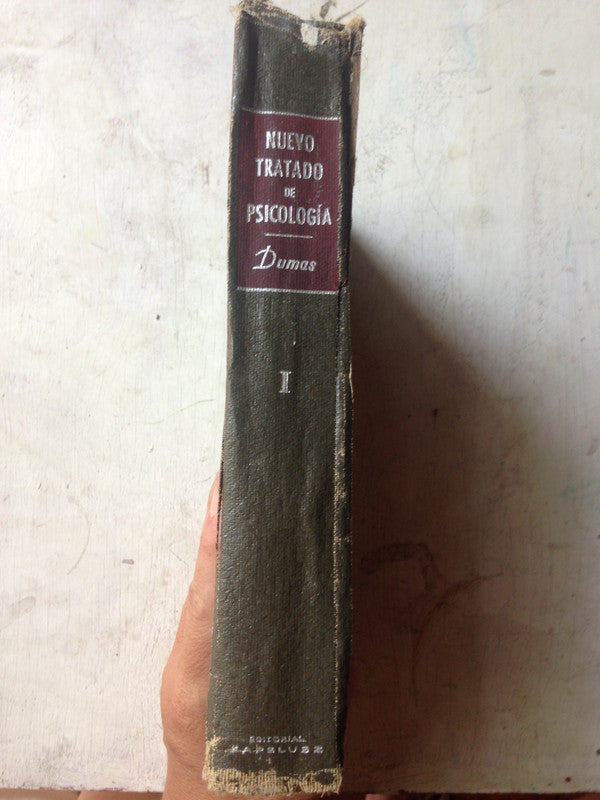 NUEVO
TRATADO
DE
PSICOLOGÍA
Dumas
I
EDITORIAL
KAPELUSZ